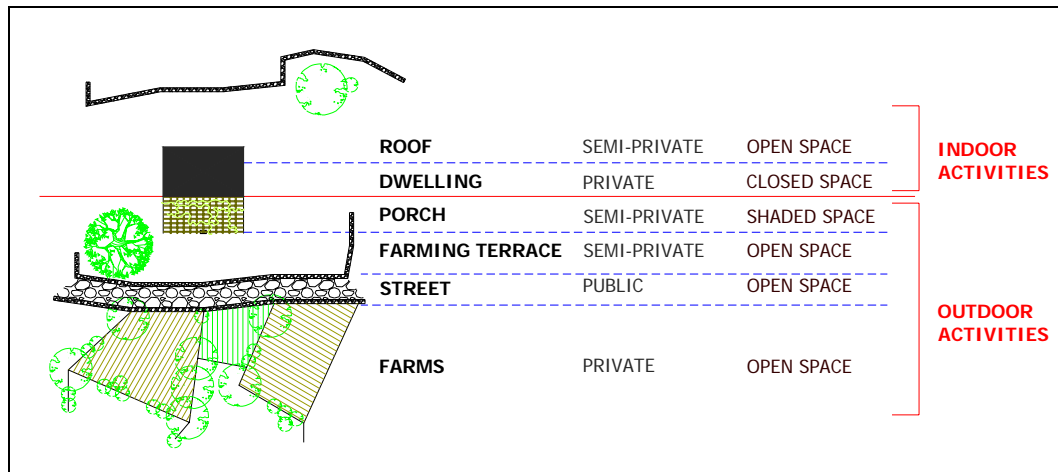 ROOF SEMI-PRIVATE OPEN SPACE
DWELLING PRIVATE CLOSED SPACE
INDOOR
ACTIVITIES
PORCH SEMI-PRIVATE SHADED SPACE
FARMING TERRACE SEMI-PRIVATE OPEN SPACE
STREET PUBLIC OPEN SPACE
FARMS PRIVATE OPEN SPACE
OUTDOOR
ACTIVITIES